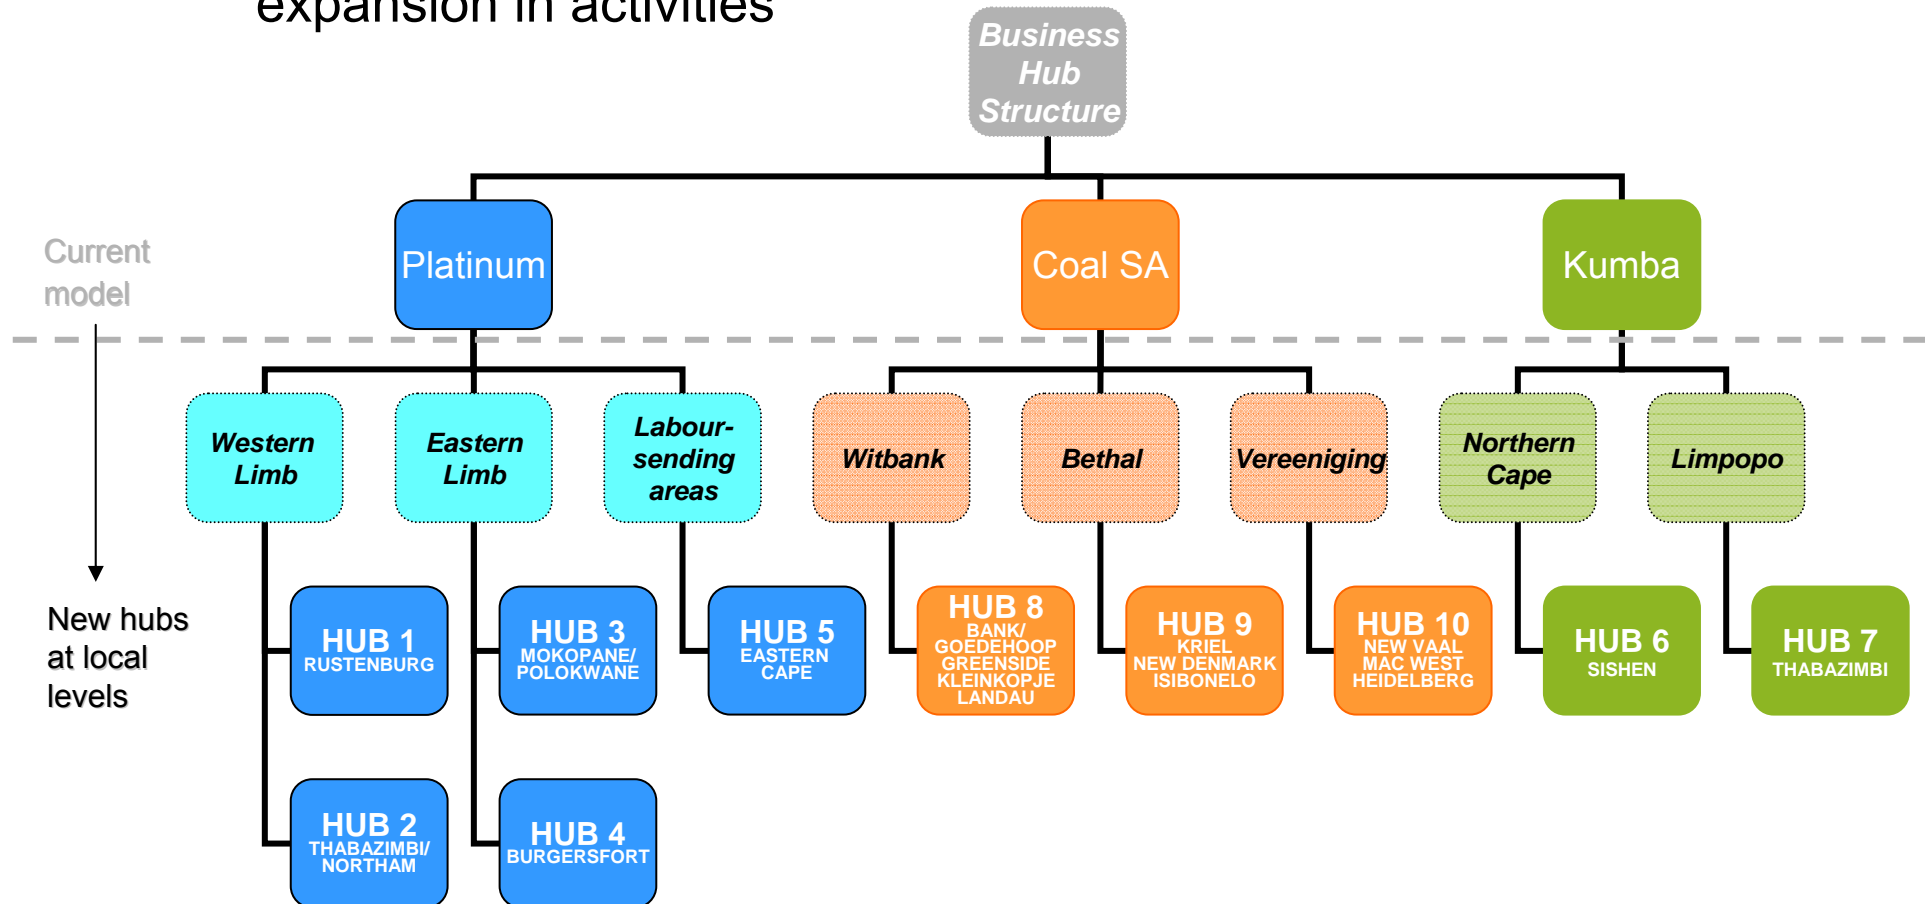 expansion in activities
Business
Hub
Structure
Current
model
Platinum
Coal SA
Kumba
Western
Limb
Eastern
Limb
Labour-
sending
areas
Witbank
Bethal
Vereeniging
Northern
Cape
Limpopo
New hubs
at local
levels
HUB 1
RUSTENBURG
HUB 3
MOKOPANE/
POLOKWANE
HUB 5
EASTERN
CAPE
HUB 8
BANK/
GOEDEHOOP
GREENSIDE
KLEINKOPJE
LANDAU
HUB 9
KRIEL
NEW DENMARK
ISIBONELO
HUB 10
NEW VAAL
MAC WEST
HEIDELBERG
HUB 6
SISHEN
HUB 7
THABAZIMBI
HUB 2
THABAZIMBI/
NORTHAM
HUB 4
BURGERSFORT